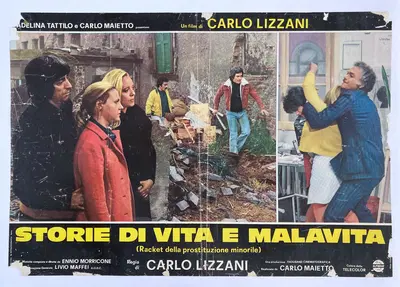 ADELINA TATTILO e CARLO MAIETTO
Un film di CARLO LIZZANI
STORIE DI VITA E MALAVITA
(Racket della prostituzione minorile)
ENNIO MORRICONE
LIVIO MAFFEI
Regia di CARLO LIZZANI
CARLO MAIETTO
TELECOLOR